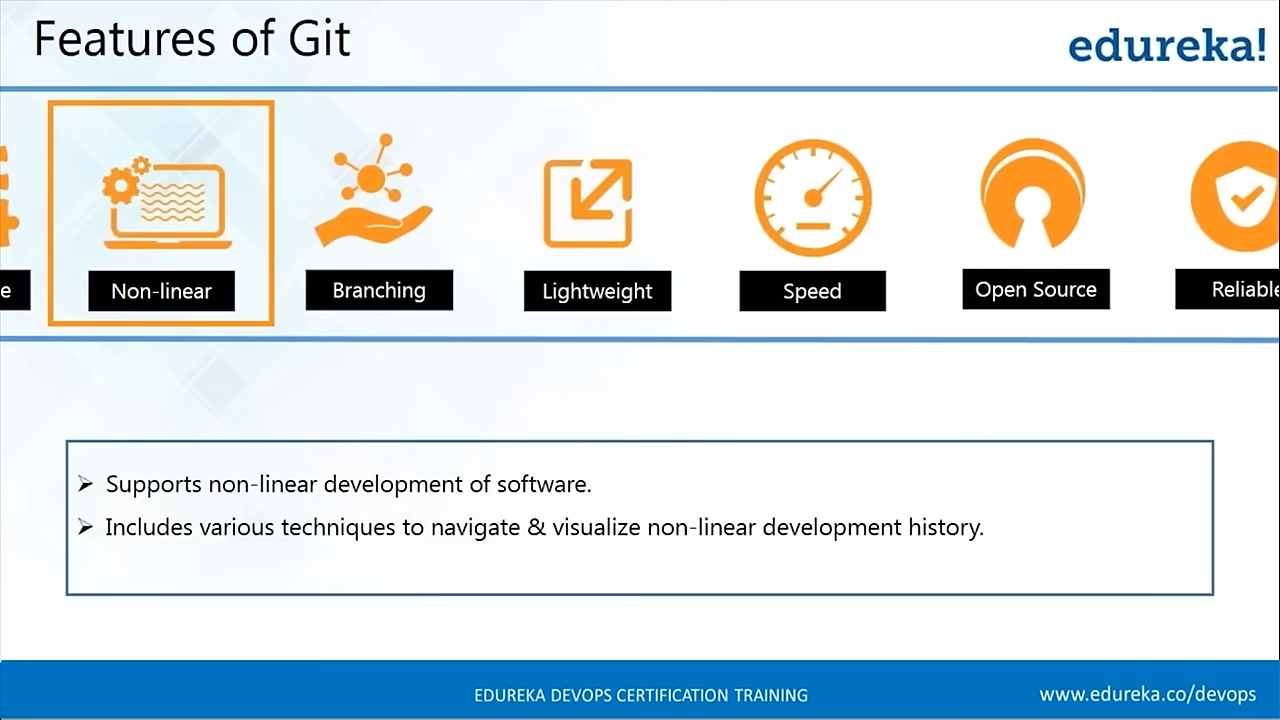 Features of Git
edureka!
e
Non-linear
Branching
Lightweight
Speed
Open Source
Reliable
➢ Supports non-linear development of software.
➢ Includes various techniques to navigate & visualize non-linear development history.
EDUREKA DEVOPS CERTIFICATION TRAINING
www.edureka.co/devops